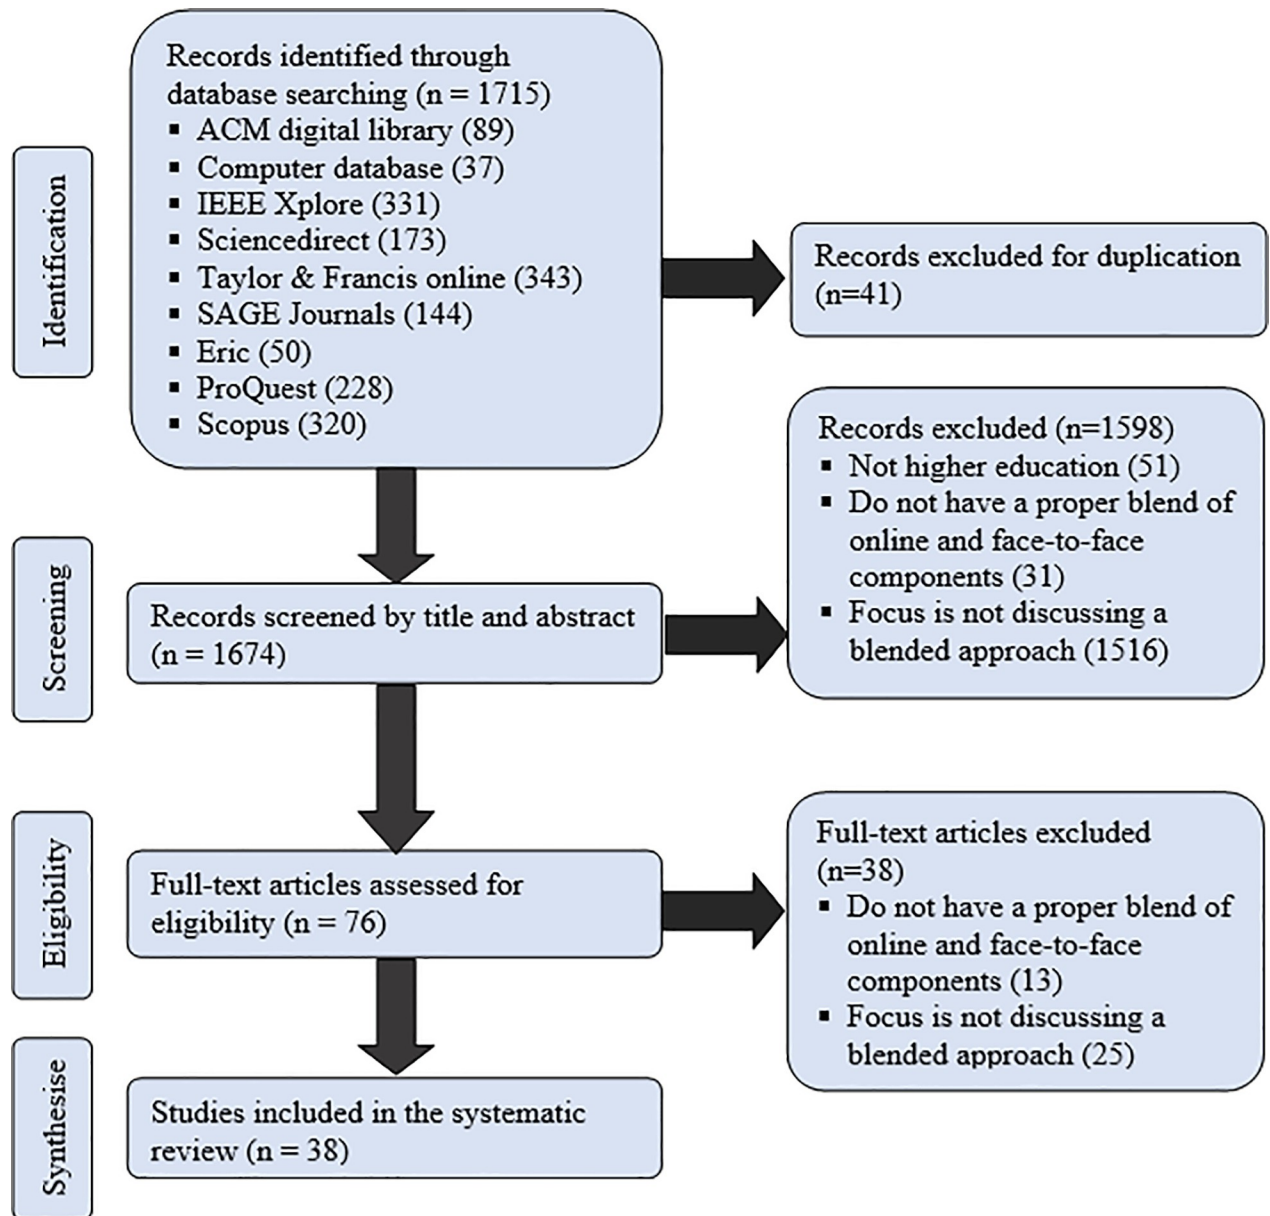 Identification
Records identified through
database searching (n = 1715)
▪ ACM digital library (89)
▪ Computer database (37)
▪ IEEE Xplore (331)
▪ Sciencedirect (173)
▪ Taylor & Francis online (343)
▪ SAGE Journals (144)
▪ Eric (50)
▪ ProQuest (228)
▪ Scopus (320)
Records excluded for duplication
(n=41)
Screening
Records screened by title and abstract
(n = 1674)
Records excluded (n=1598)
▪ Not higher education (51)
▪ Do not have a proper blend of
online and face-to-face
components (31)
▪ Focus is not discussing a
blended approach (1516)
Eligibility
Full-text articles assessed for
eligibility (n = 76)
Full-text articles excluded
(n=38)
▪ Do not have a proper blend of
online and face-to-face
components (13)
▪ Focus is not discussing a
blended approach (25)
Synthesise
Studies included in the systematic
review (n = 38)